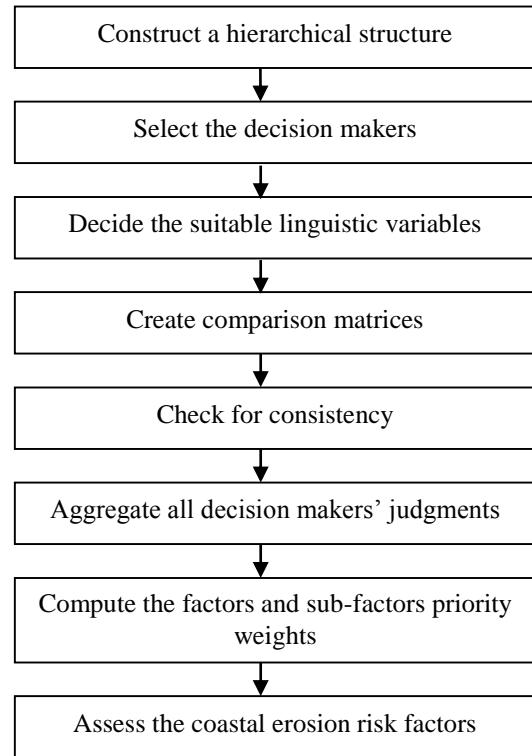 Construct a hierarchical structure
Select the decision makers
Decide the suitable linguistic variables
Create comparison matrices
Check for consistency
Aggregate all decision makers’ judgments
Compute the factors and sub-factors priority
weights
Assess the coastal erosion risk factors